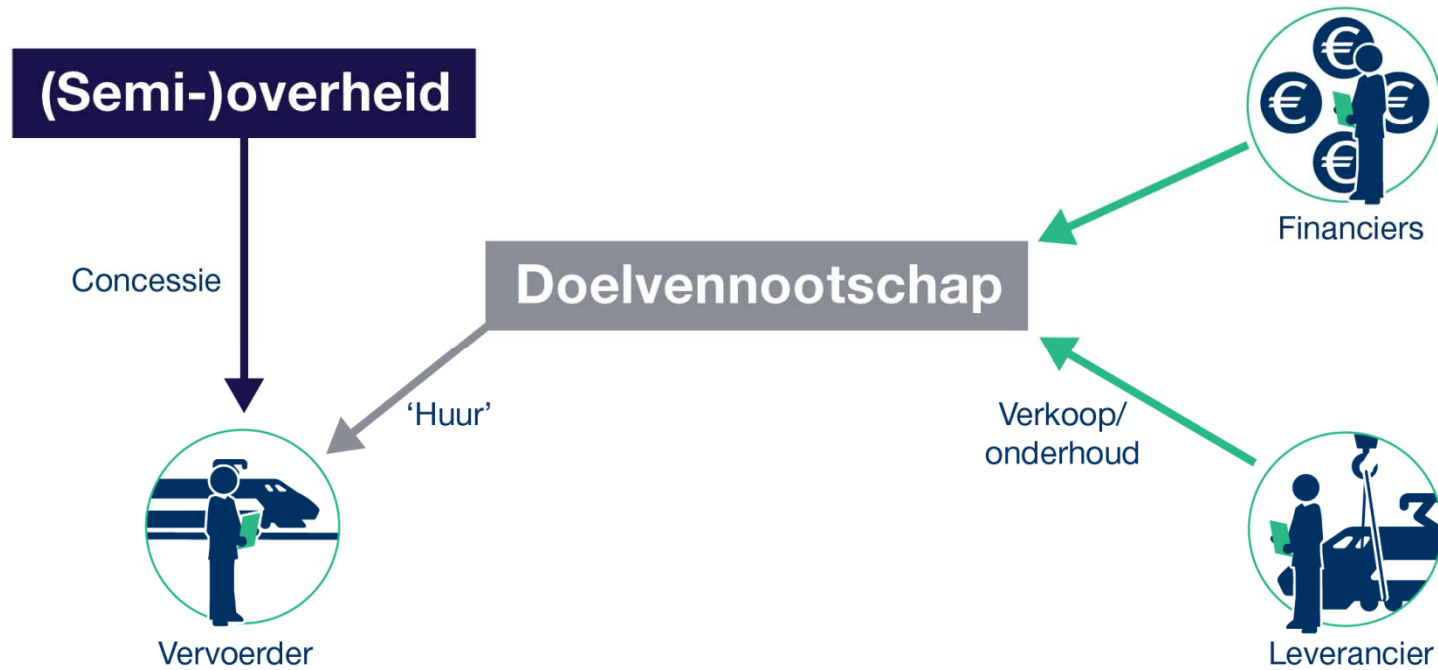 (Semi-)overheid
Financiers
Concessie
Doelvennootschap
‘Huur’
Verkoop/
onderhoud
Vervoerder
Leverancier